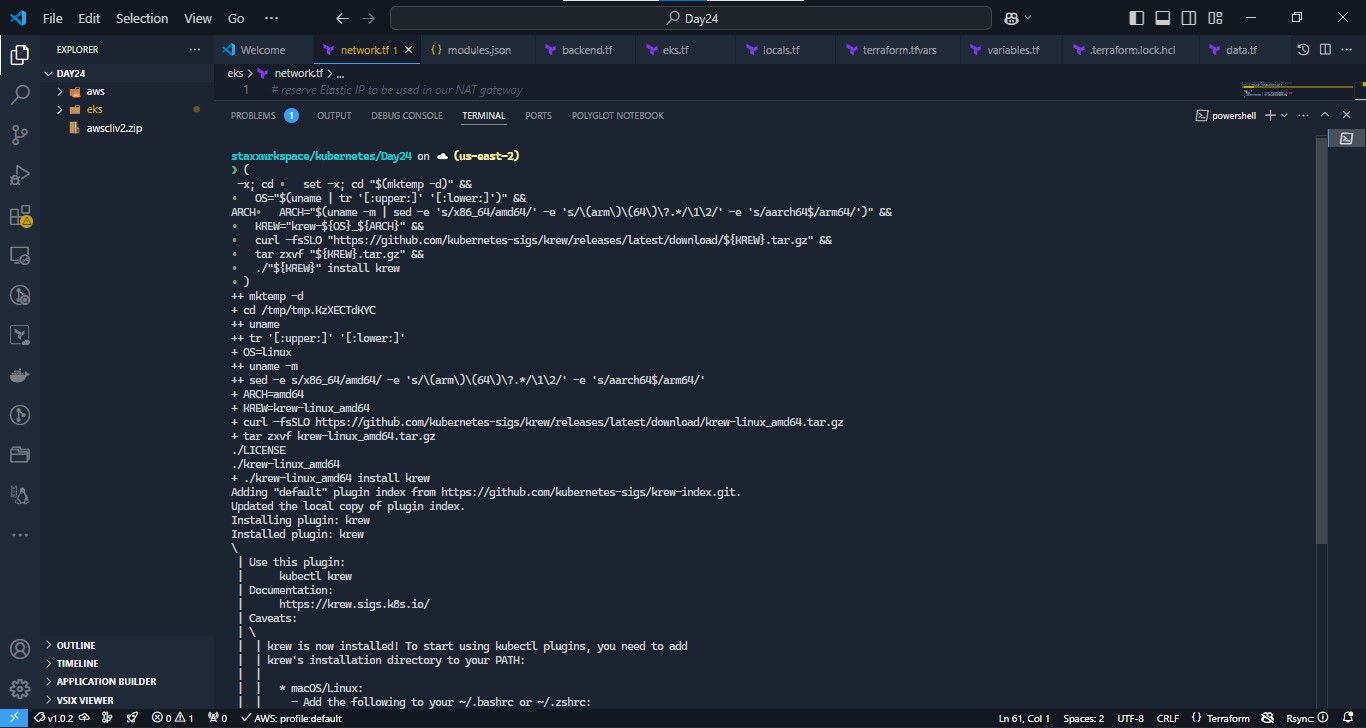 File Edit Selection View Go ··· Day24
EXPLORER
Welcome network.tf 1 modules.json backend.tf eks.tf locals.tf terraform.tfvars variables.tf .terraform.lock.hcl data.tf
DAY24
aws
eks
awscliv2.zip
eks > network.tf > ...
1 # reserve Elastic IP to be used in our NAT gateway
PROBLEMS 1 OUTPUT DEBUG CONSOLE TERMINAL PORTS POLYGLOT NOTEBOOK powershell
staxxwrkspace/kubernetes/Day24 on (us-east-2)
❯ (
-x; cd • set -x; cd "$(mktemp -d)" &&
• OS="$(uname | tr '[:upper:]' '[:lower:]')" &&
ARCH• ARCH="$(uname -m | sed -e 's/x86_64/amd64/' -e 's/\(arm\)\(64\)\?.*/\1\2/' -e 's/aarch64$/arm64/')" &&
• KREW="krew-${OS}_${ARCH}" &&
• curl -fsSLO "https://github.com/kubernetes-sigs/krew/releases/latest/download/${KREW}.tar.gz" &&
• tar zxvf "${KREW}.tar.gz" &&
• ./"${KREW}" install krew
• )
++ mktemp -d
+ cd /tmp/tmp.KzXECTdKYC
++ uname
++ tr '[:upper:]' '[:lower:]'
+ OS=linux
++ uname -m
++ sed -e s/x86_64/amd64/ -e 's/\(arm\)\(64\)\?.*/\1\2/' -e 's/aarch64$/arm64/'
+ ARCH=amd64
+ KREW=krew-linux_amd64
+ curl -fsSLO https://github.com/kubernetes-sigs/krew/releases/latest/download/krew-linux_amd64.tar.gz
+ tar zxvf krew-linux_amd64.tar.gz
./LICENSE
./krew-linux_amd64
+ ./krew-linux_amd64 install krew
Adding "default" plugin index from https://github.com/kubernetes-sigs/krew-index.git.
Updated the local copy of plugin index.
Installing plugin: krew
Installed plugin: krew
\
| Use this plugin:
| kubectl krew
| Documentation:
| https://krew.sigs.k8s.io/
| Caveats:
| \
| | krew is now installed! To start using kubectl plugins, you need to add
| | krew's installation directory to your PATH:
| |
| | * macOS/Linux:
| | - Add the following to your ~/.bashrc or ~/.zshrc:
OUTLINE
TIMELINE
APPLICATION BUILDER
VSIX VIEWER
v1.0.2 0 1 0 AWS: profile:default Ln 61, Col 1 Spaces: 2 UTF-8 CRLF Terraform Rsync: